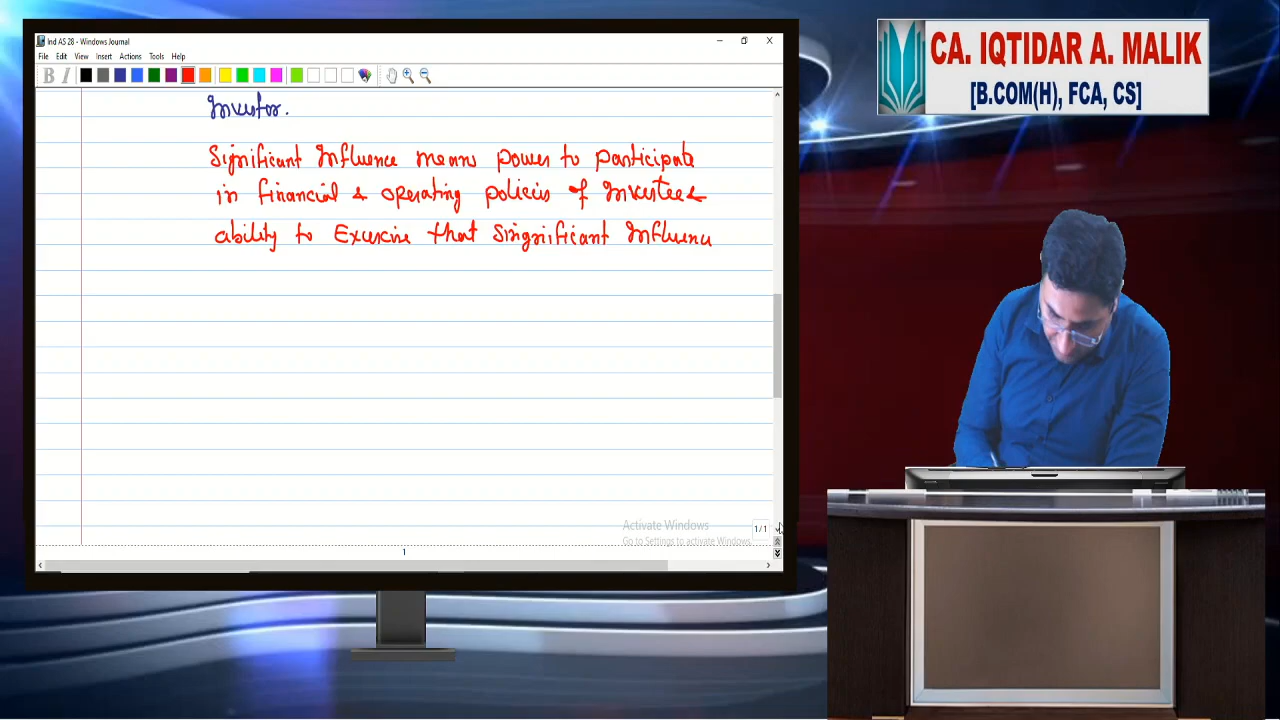 Ind AS 28 - Windows Journal
File Edit View Insert Actions Tools Help
B I
Investor.
Significant Influence means power to participate
in financial & operating policies of Investee &
ability to Exercise that Singnificant Influence
Activate Windows
Go to Settings to activate Windows.
1/1
1
CA. IQTIDAR A. MALIK
[B.COM(H), FCA, CS]